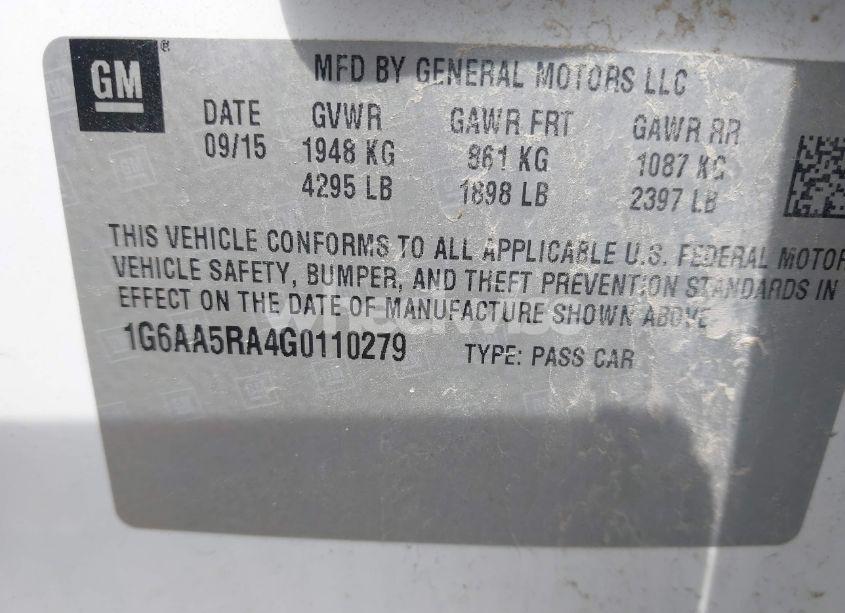 GM®
MFD BY GENERAL MOTORS LLC
DATE GVWR GAWR FRT GAWR RR
09/15 1948 KG 861 KG 1087 KG
4295 LB 1898 LB 2397 LB
THIS VEHICLE CONFORMS TO ALL APPLICABLE U.S. FEDERAL MOTOR
VEHICLE SAFETY, BUMPER, AND THEFT PREVENTION STANDARDS IN
EFFECT ON THE DATE OF MANUFACTURE SHOWN ABOVE
1G6AA5RA4G0110279 TYPE: PASS CAR